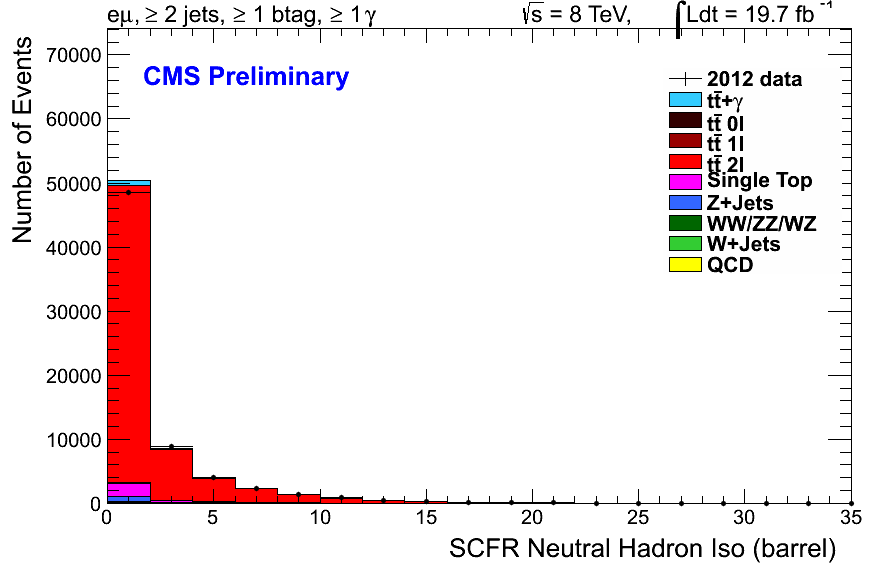 eμ, ≥ 2 jets, ≥ 1 btag, ≥ 1 γ
√s = 8 TeV, ∫Ldt = 19.7 fb⁻¹
CMS Preliminary
2012 data
tt̄+γ
tt̄ 0l
tt̄ 1l
tt̄ 2l
Single Top
Z+Jets
WW/ZZ/WZ
W+Jets
QCD
Number of Events
70000
60000
50000
40000
30000
20000
10000
0
0 5 10 15 20 25 30 35
SCFR Neutral Hadron Iso (barrel)